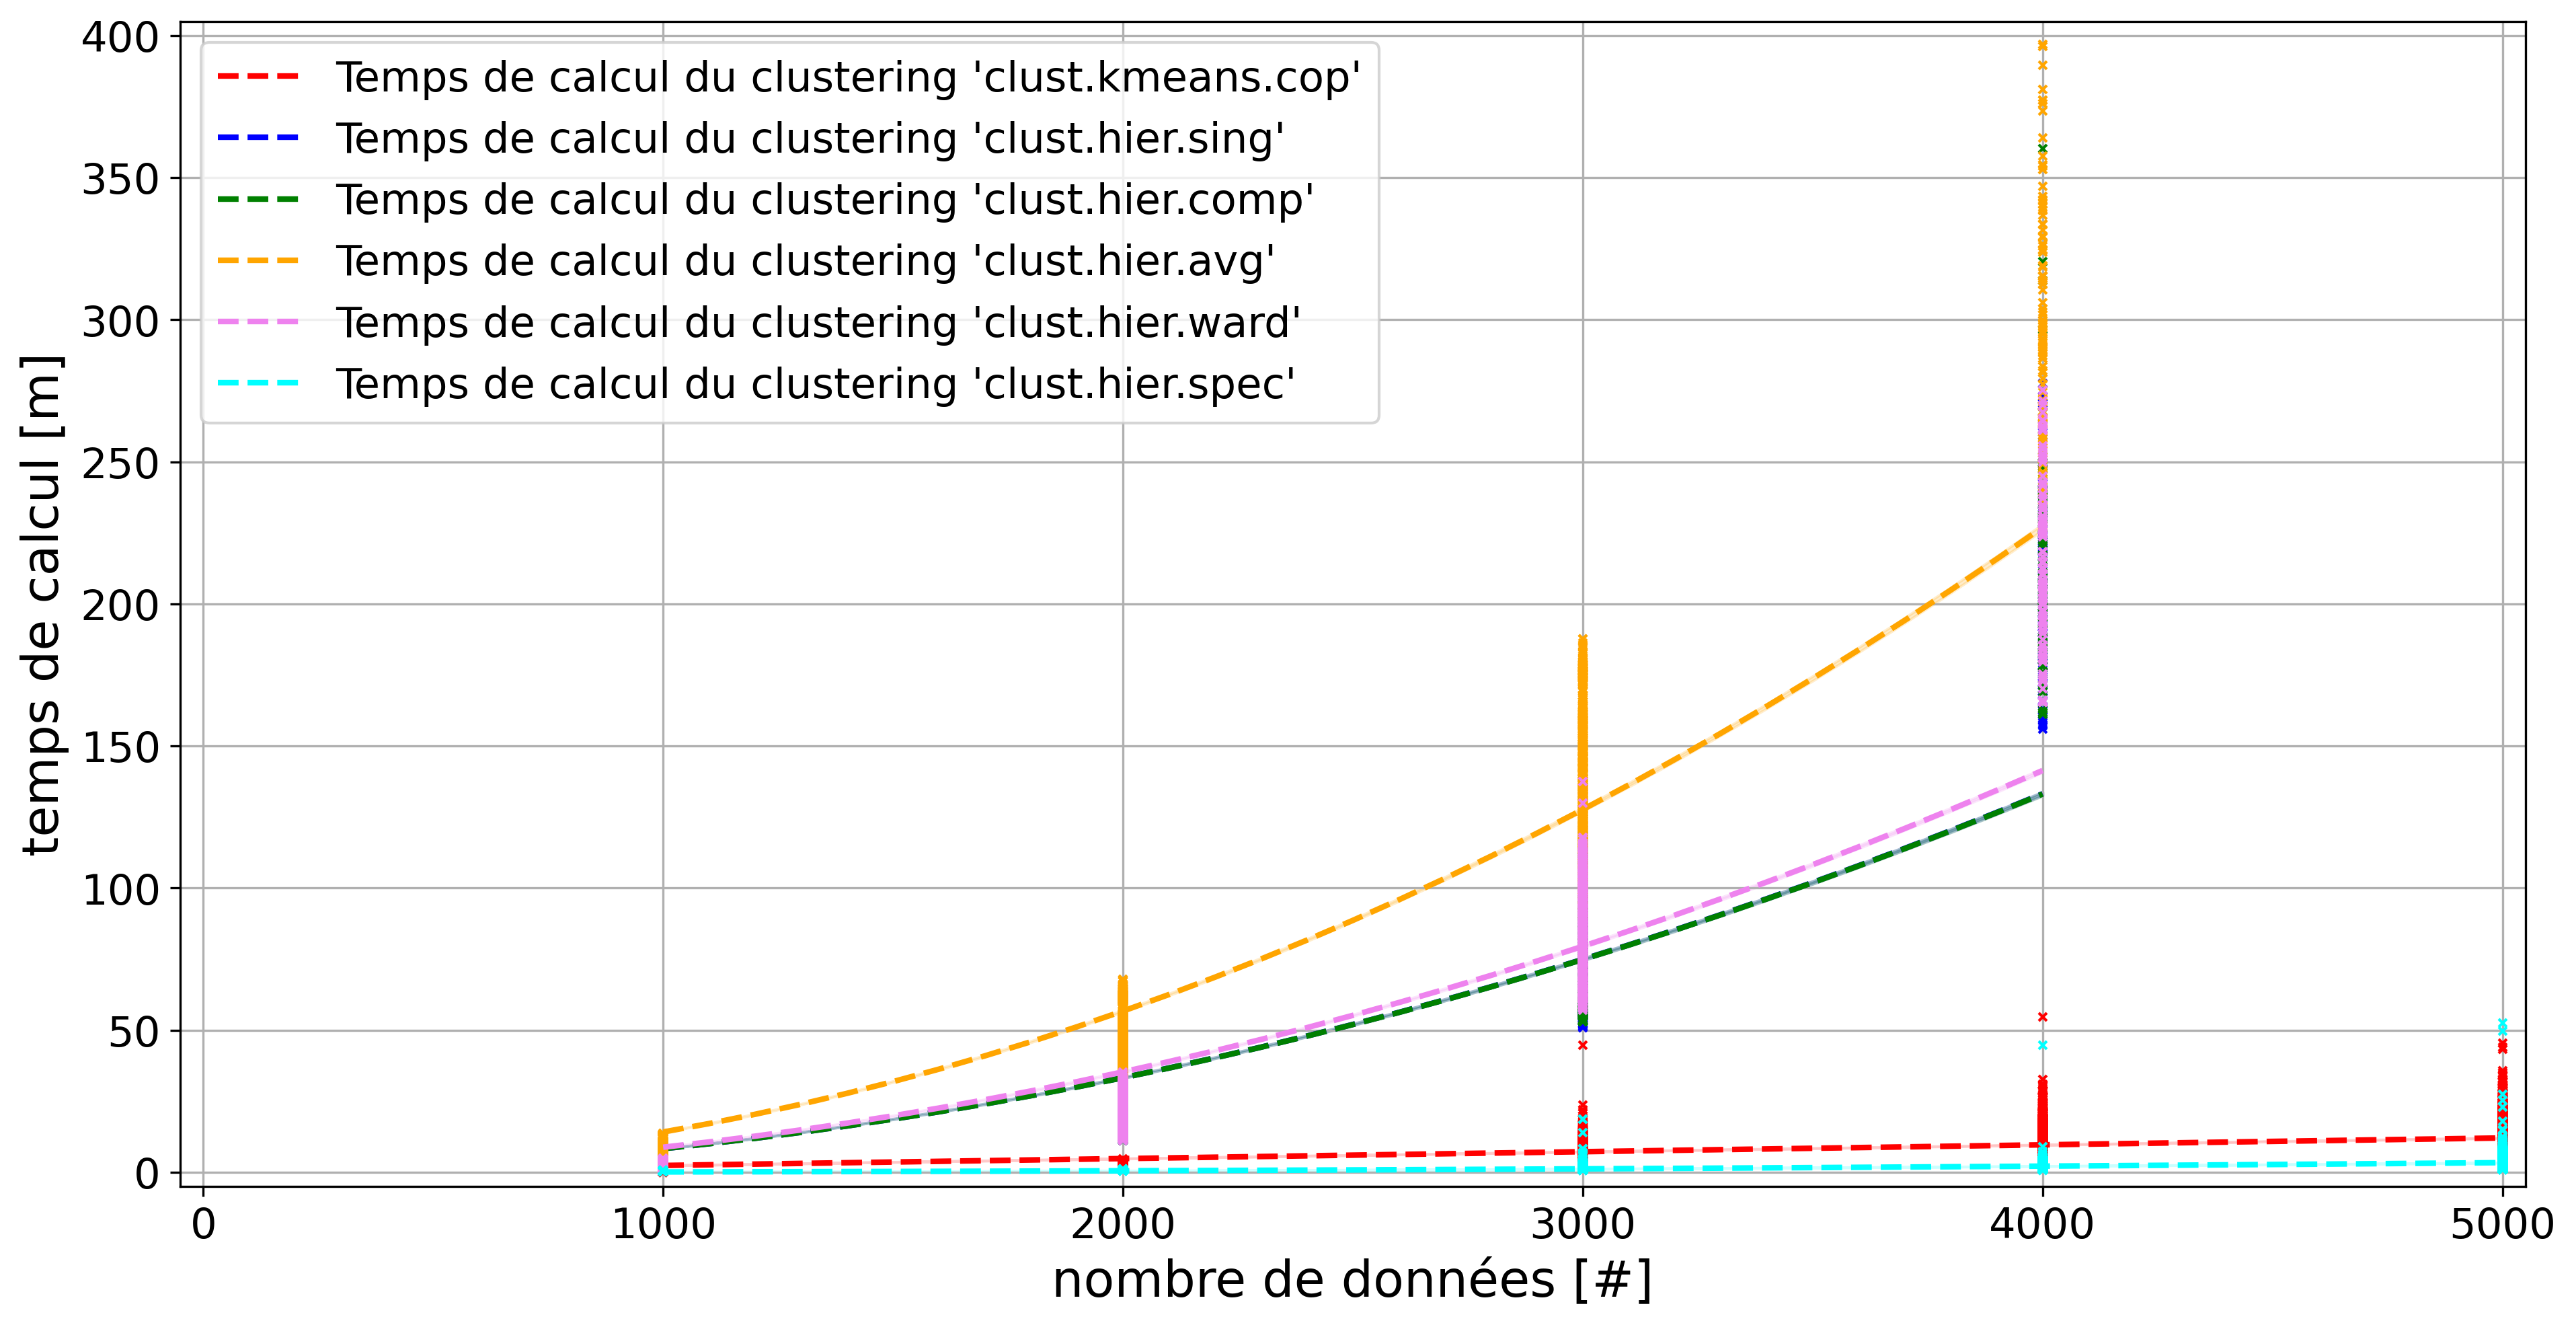 400
350
300
250
200
150
100
50
0
temps de calcul [m]
Temps de calcul du clustering 'clust.kmeans.cop'
Temps de calcul du clustering 'clust.hier.sing'
Temps de calcul du clustering 'clust.hier.comp'
Temps de calcul du clustering 'clust.hier.avg'
Temps de calcul du clustering 'clust.hier.ward'
Temps de calcul du clustering 'clust.hier.spec'
0 1000 2000 3000 4000 5000
nombre de données [#]